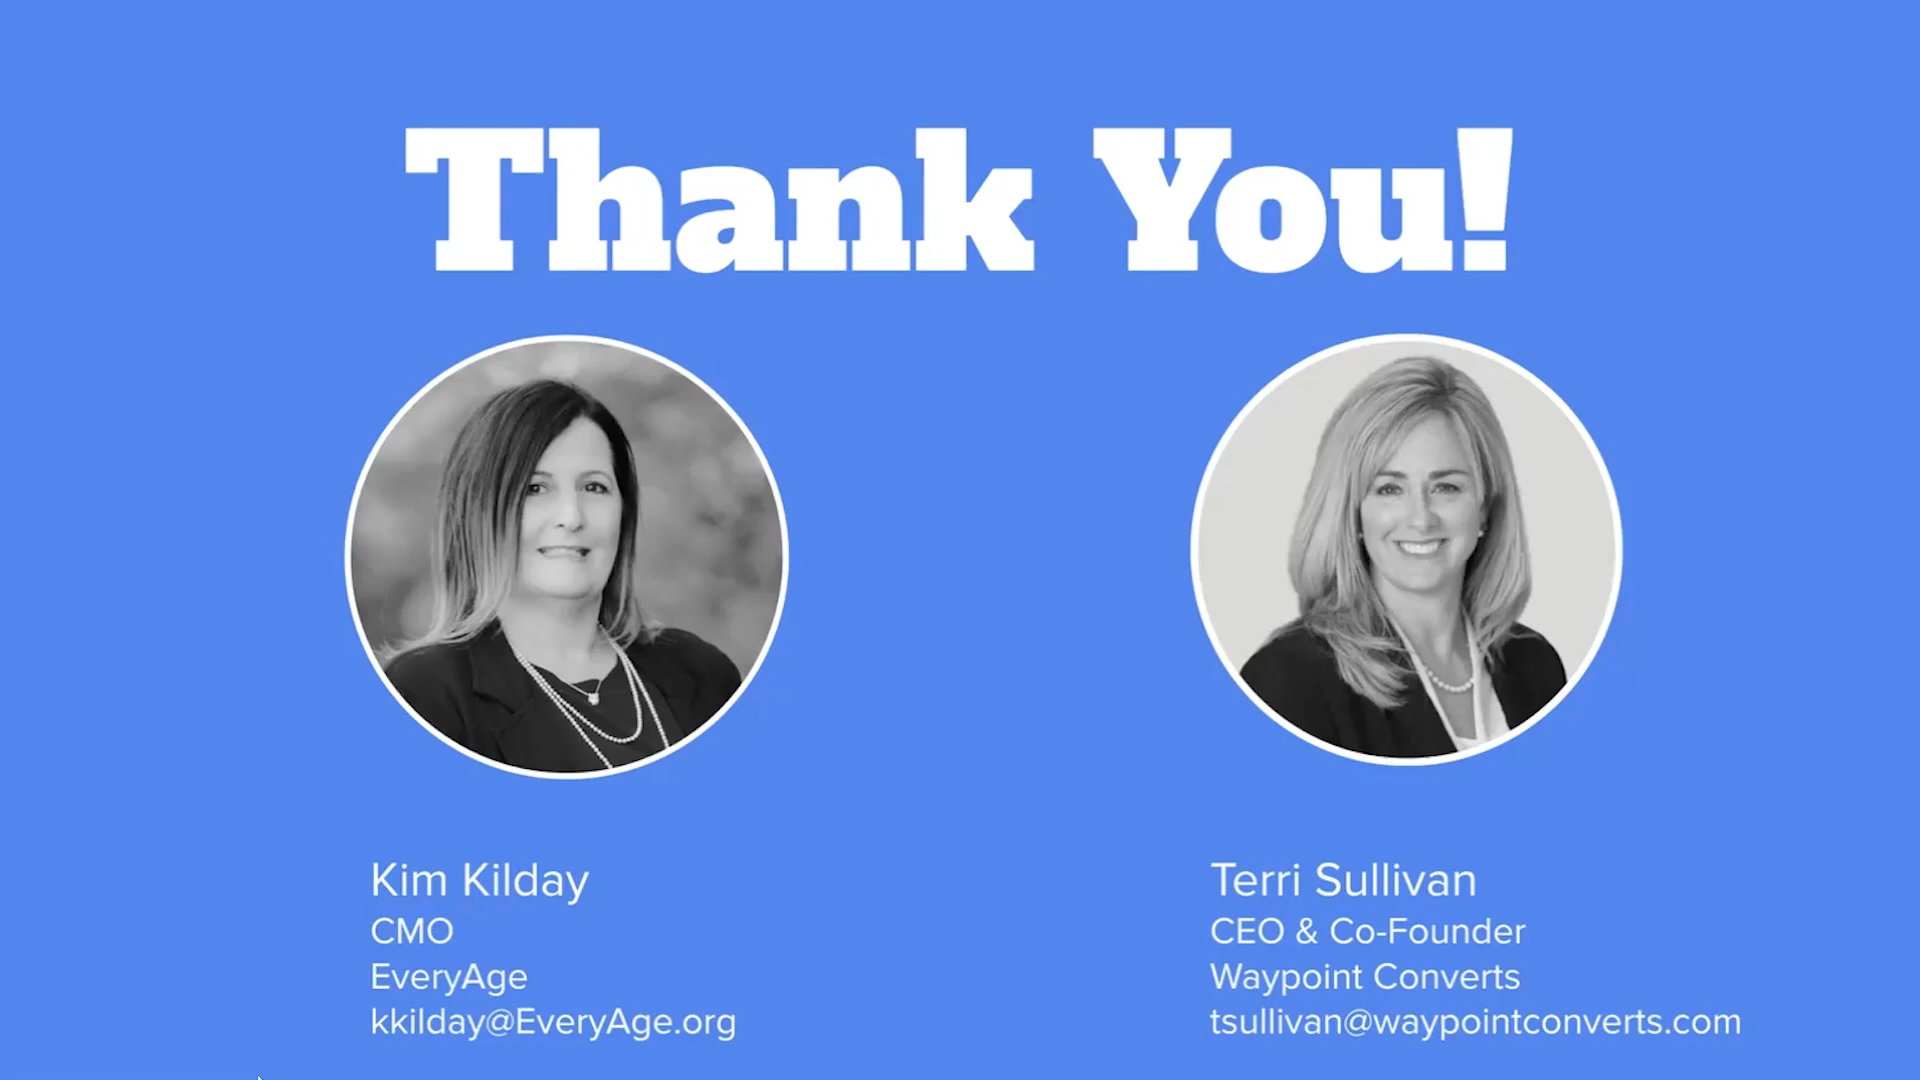 Thank You!
Kim Kilday
CMO
EveryAge
kkilday@EveryAge.org
Terri Sullivan
CEO & Co-Founder
Waypoint Converts
tsullivan@waypointconverts.com